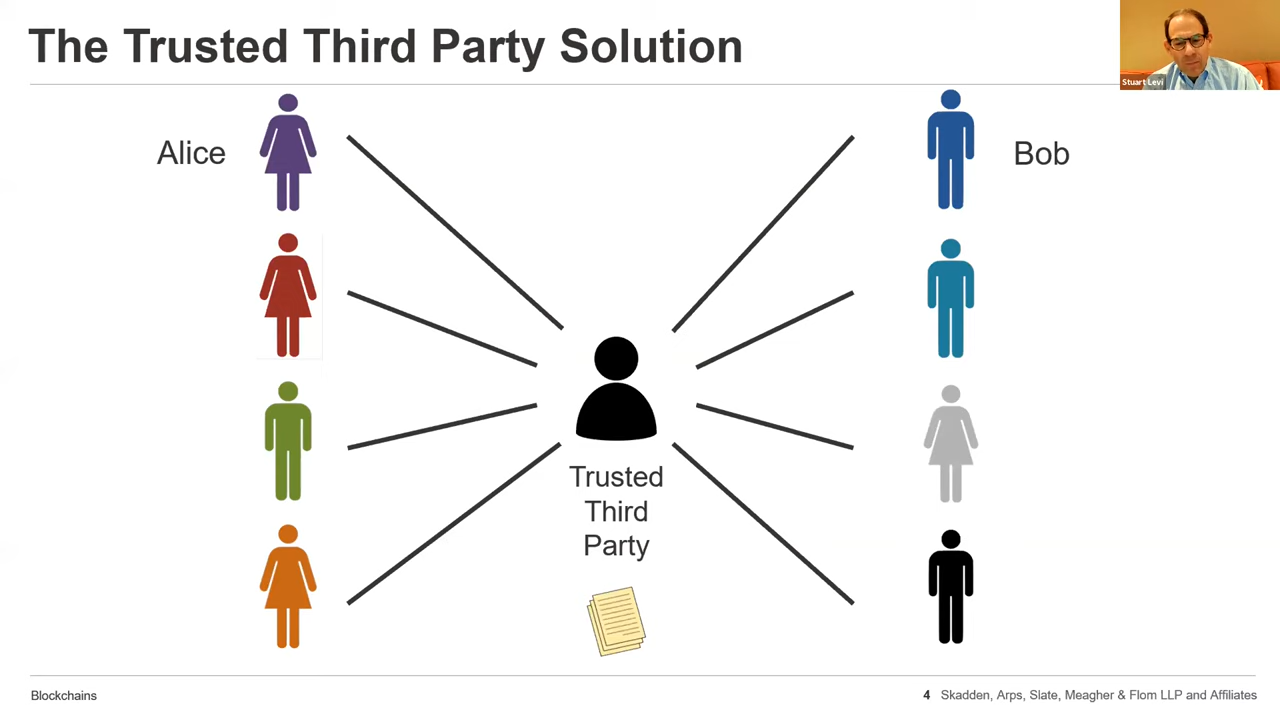 The Trusted Third Party Solution
Stuart Levi
Alice
Bob
Trusted
Third
Party
Blockchains
4 Skadden, Arps, Slate, Meagher & Flom LLP and Affiliates